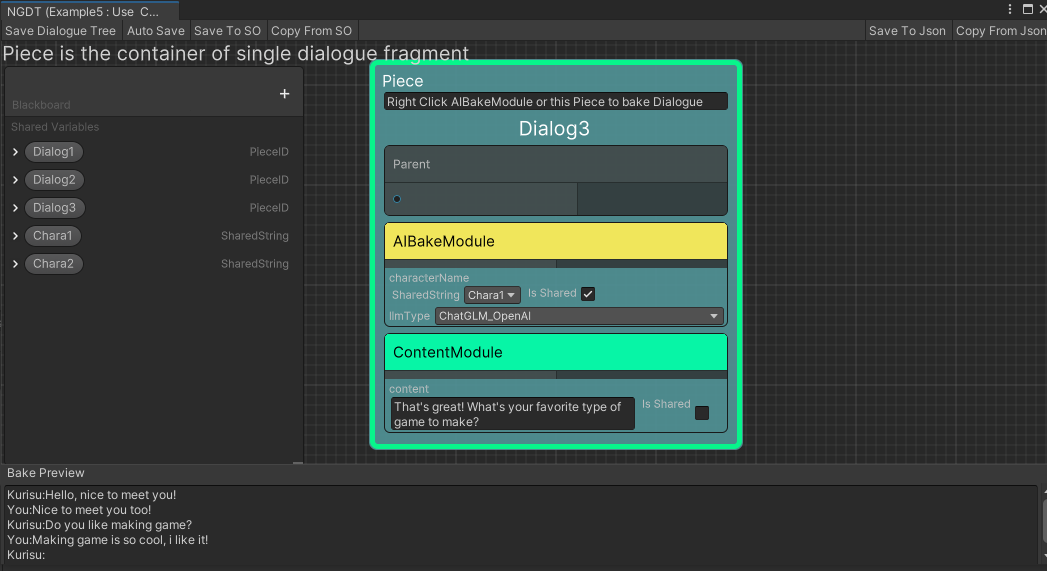 NGDT (Example5 : Use C...
Save Dialogue Tree Auto Save Save To SO Copy From SO Save To Json Copy From Json
Piece is the container of single dialogue fragment
Blackboard
+
Shared Variables
Dialog1 PieceID
Dialog2 PieceID
Dialog3 PieceID
Chara1 SharedString
Chara2 SharedString
Piece
Right Click AIBakeModule or this Piece to bake Dialogue
Dialog3
Parent
AIBakeModule
characterName
SharedString Chara1 Is Shared
llmType ChatGLM_OpenAI
ContentModule
content
That's great! What's your favorite type of
game to make?
Is Shared
Bake Preview
Kurisu:Hello, nice to meet you!
You:Nice to meet you too!
Kurisu:Do you like making game?
You:Making game is so cool, i like it!
Kurisu: